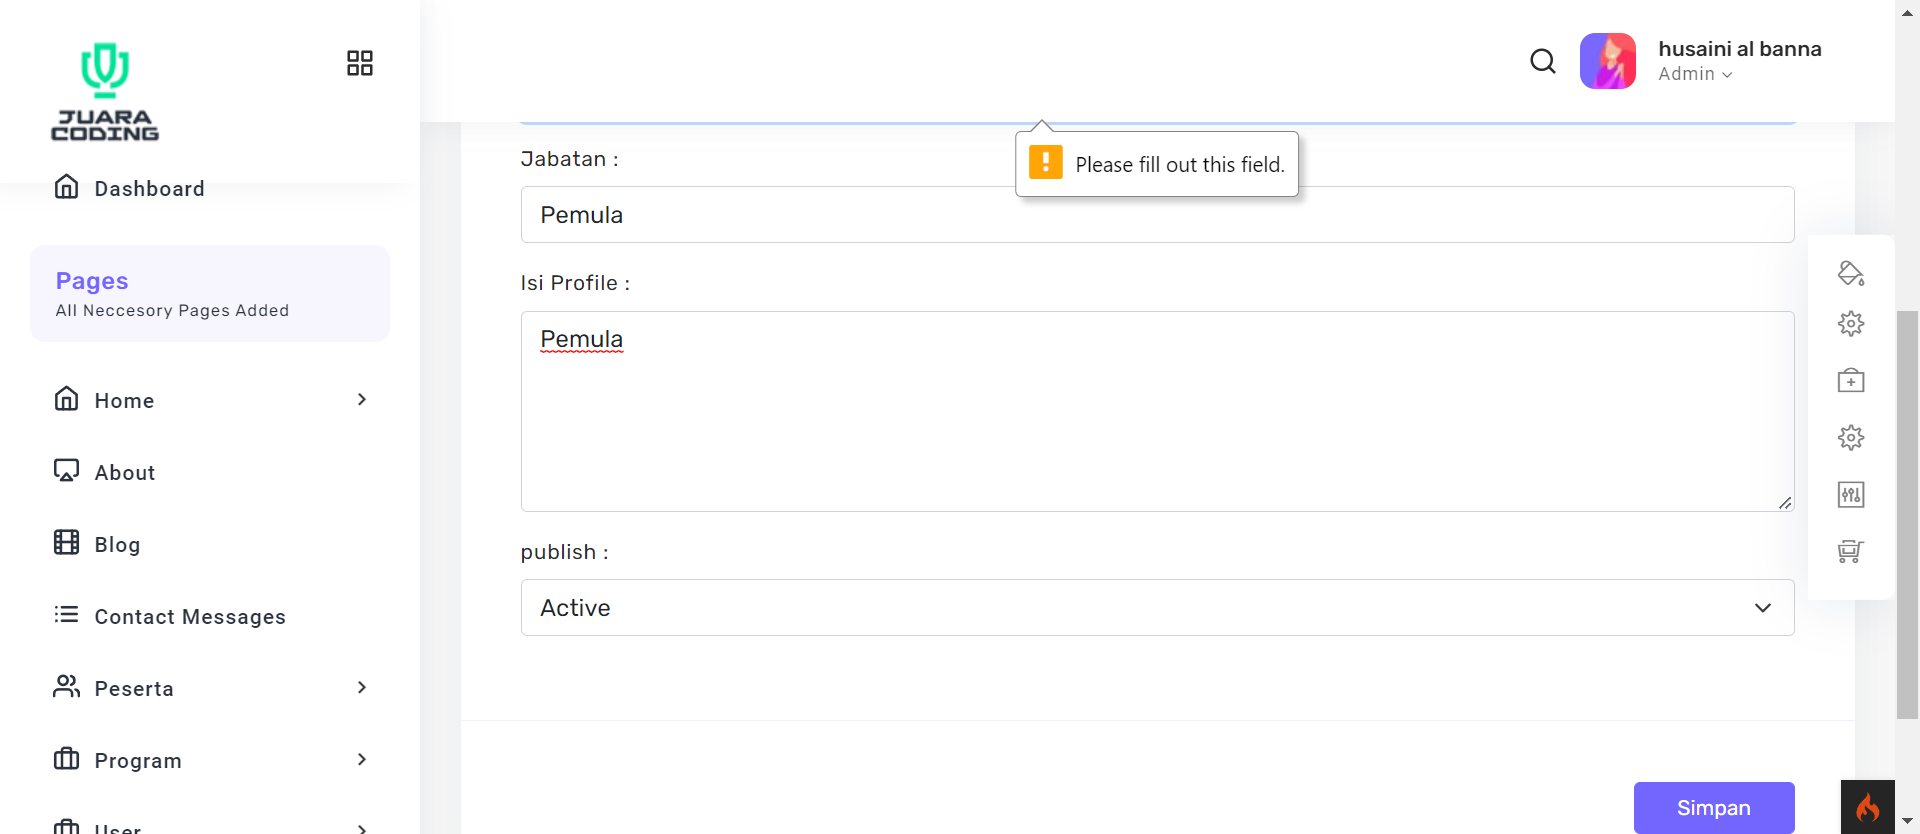 JUARA
CODING
husaini al banna
Admin
Please fill out this field.
Dashboard
Pages
All Neccesory Pages Added
Home
About
Blog
Contact Messages
Peserta
Program
User
Jabatan :
Pemula
Isi Profile :
Pemula
publish :
Active
Simpan